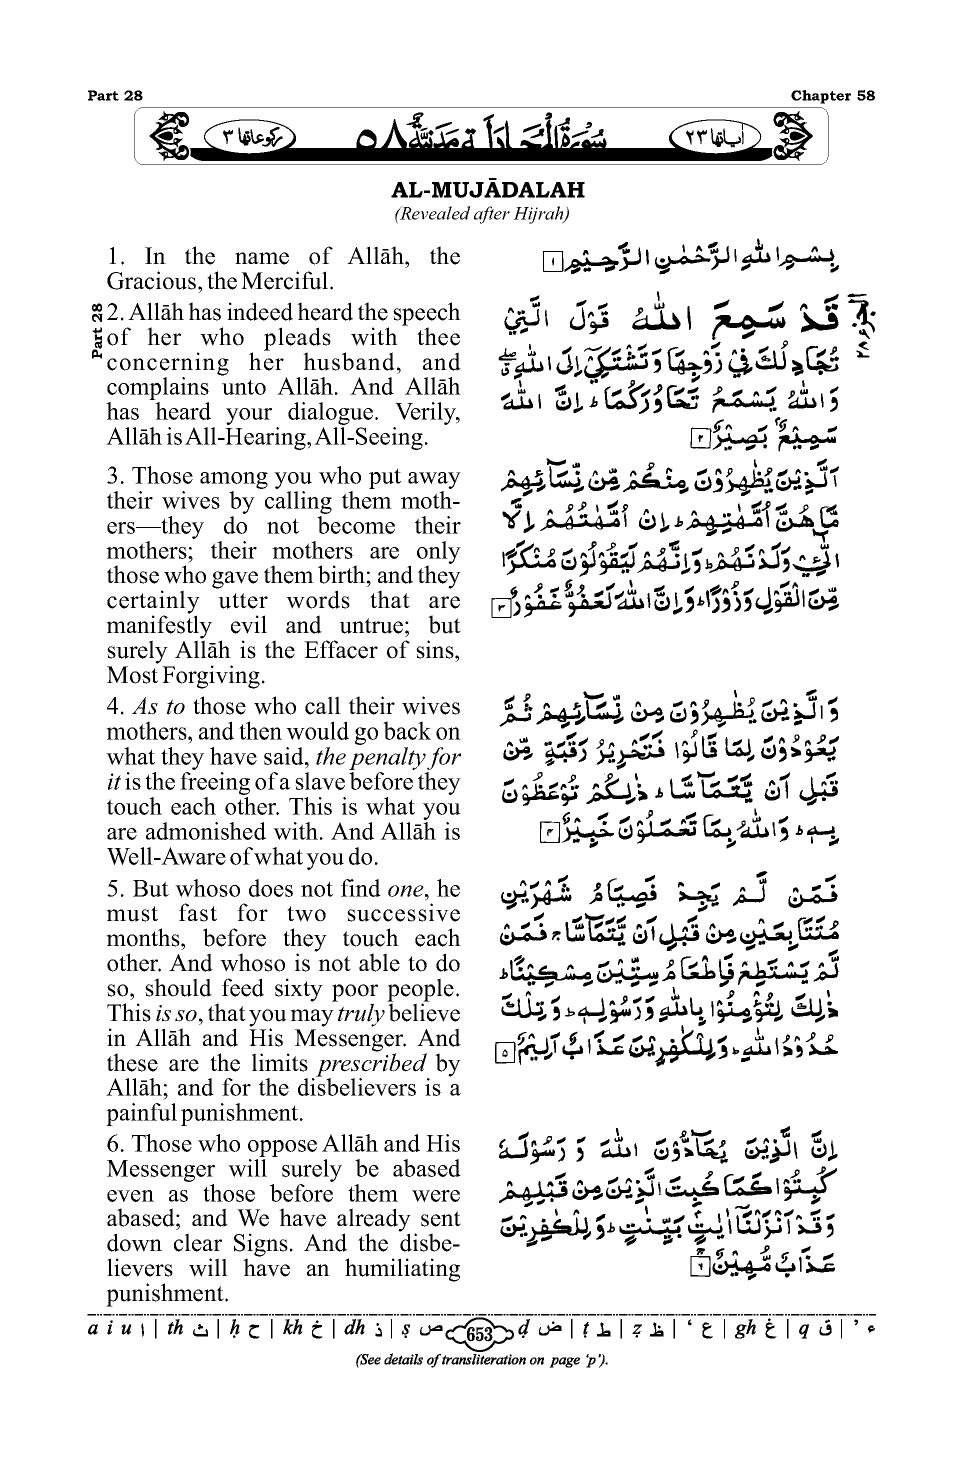 Part 28
Chapter 58
رکوعاتھا ۳
سُوْرَةُ الْمُجَادَلَةِ مَدَنِيَّةٌ ۵۸
اٰیاتھا ۲۳
AL-MUJĀDALAH
(Revealed after Hijrah)
1. In the name of Allāh, the
Gracious, the Merciful.
بِسْمِ اللّٰهِ الرَّحْمٰنِ الرَّحِيْمِ ۱
Part 28
2. Allāh has indeed heard the speech
of her who pleads with thee
concerning her husband, and
complains unto Allāh. And Allāh
has heard your dialogue. Verily,
Allāh is All-Hearing, All-Seeing.
قَدْ سَمِعَ اللّٰهُ قَوْلَ الَّتِيْ
تُجَادِلُكَ فِيْ زَوْجِهَا وَ تَشْتَكِيْٓ اِلَى اللّٰهِ ۖ
وَ اللّٰهُ يَسْمَعُ تَحَاوُرَكُمَا ؕ اِنَّ اللّٰهَ
سَمِيْعٌۢ بَصِيْرٌ ۲
3. Those among you who put away
their wives by calling them moth-
ers—they do not become their
mothers; their mothers are only
those who gave them birth; and they
certainly utter words that are
manifestly evil and untrue; but
surely Allāh is the Effacer of sins,
Most Forgiving.
اَلَّذِيْنَ يُظٰهِرُوْنَ مِنْكُمْ مِّنْ نِّسَآئِهِمْ
مَّا هُنَّ اُمَّهٰتِهِمْ ؕ اِنْ اُمَّهٰتُهُمْ اِلَّا
الّٰٓـِٔيْ وَلَدْنَهُمْ ؕ وَ اِنَّهُمْ لَيَقُوْلُوْنَ مُنْكَرًا
مِّنَ الْقَوْلِ وَ زُوْرًا ؕ وَ اِنَّ اللّٰهَ لَعَفُوٌّ غَفُوْرٌ ۳
4. As to those who call their wives
mothers, and then would go back on
what they have said, the penalty for
it is the freeing of a slave before they
touch each other. This is what you
are admonished with. And Allāh is
Well-Aware of what you do.
وَ الَّذِيْنَ يُظٰهِرُوْنَ مِنْ نِّسَآئِهِمْ ثُمَّ
يَعُوْدُوْنَ لِمَا قَالُوْا فَتَحْرِيْرُ رَقَبَةٍ مِّنْ
قَبْلِ اَنْ يَّتَمَآسَّا ؕ ذٰلِكُمْ تُوْعَظُوْنَ
بِهٖ ؕ وَ اللّٰهُ بِمَا تَعْمَلُوْنَ خَبِيْرٌ ۴
5. But whoso does not find one, he
must fast for two successive
months, before they touch each
other. And whoso is not able to do
so, should feed sixty poor people.
This is so, that you may truly believe
in Allāh and His Messenger. And
these are the limits prescribed by
Allāh; and for the disbelievers is a
painful punishment.
فَمَنْ لَّمْ يَجِدْ فَصِيَامُ شَهْرَيْنِ
مُتَتَابِعَيْنِ مِنْ قَبْلِ اَنْ يَّتَمَآسَّا ۚ فَمَنْ
لَّمْ يَسْتَطِعْ فَاِطْعَامُ سِتِّيْنَ مِسْكِيْنًا ؕ
ذٰلِكَ لِتُؤْمِنُوْا بِاللّٰهِ وَ رَسُوْلِهٖ ؕ وَ تِلْكَ
حُدُوْدُ اللّٰهِ ؕ وَ لِلْكٰفِرِيْنَ عَذَابٌ اَلِيْمٌ ۵
6. Those who oppose Allāh and His
Messenger will surely be abased
even as those before them were
abased; and We have already sent
down clear Signs. And the disbe-
lievers will have an humiliating
punishment.
اِنَّ الَّذِيْنَ يُحَآدُّوْنَ اللّٰهَ وَ رَسُوْلَهٗ
كُبِتُوْا كَمَا كُبِتَ الَّذِيْنَ مِنْ قَبْلِهِمْ
وَ قَدْ اَنْزَلْنَاۤ اٰيٰتٍۭ بَيِّنٰتٍ ؕ وَ لِلْكٰفِرِيْنَ
عَذَابٌ مُّهِيْنٌ ۶
a i u ا | th ث | ḥ ح | kh خ | dh ذ | ṣ ص 653 ḍ ض | ṭ ط | ẓ ظ | ‘ ع | gh غ | q ق | ’ ء
(See details of transliteration on page ‘p’).